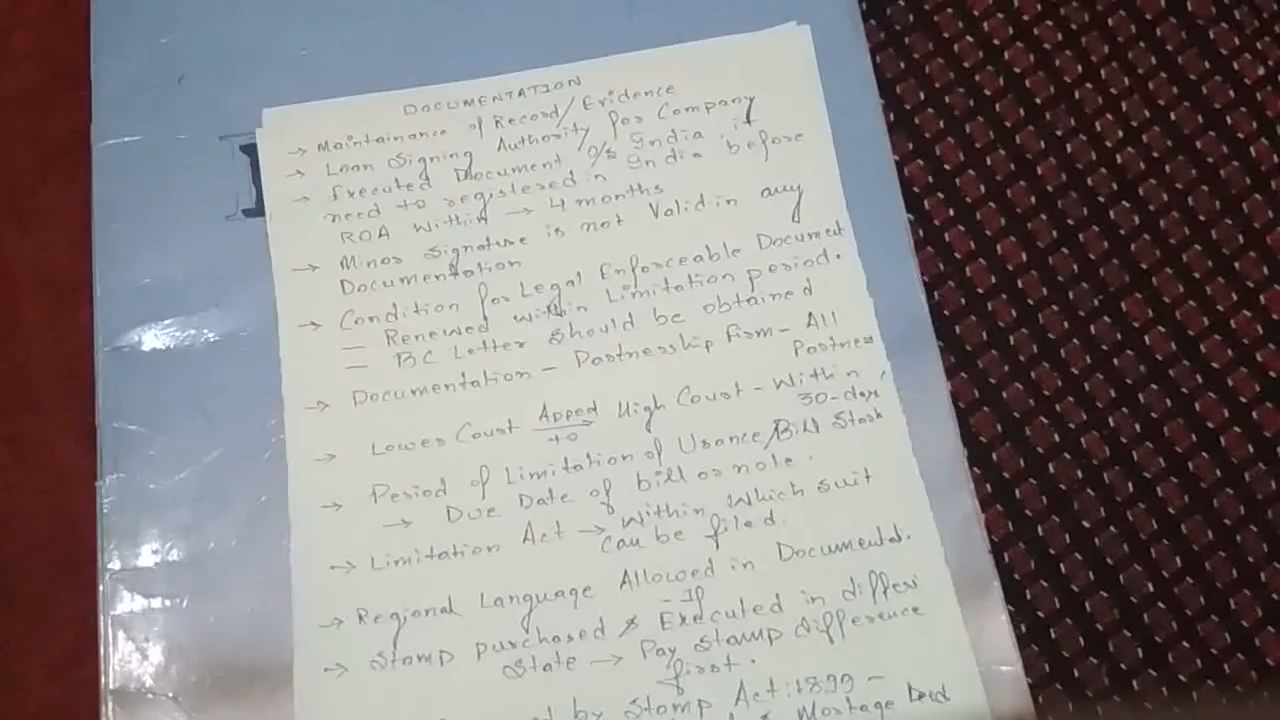 DOCUMENTATION
→ Maintainance of Record/Evidence
→ Loan Signing Authority for Company
→ Executed Document O/s India, it
need to registered in India before
ROA Within → 4 months
→ Minor Signature is not Valid in any
Documentation
→ Condition for Legal Enforceable Document
— Renewed within Limitation period.
— BC Letter should be obtained
→ Documentation – Partnership Firm – All
Partner
→ Lower Court Apped to High Court – Within
30-days
→ Period of Limitation of Usance Bill
→ Due Date of bill or note.
→ Limitation Act → Within Which suit
can be filed.
→ Regional Language Allowed in
– If
→ Stamp purchased & Executed in
State → Pay Stamp difference
first.
by Stamp Act:1899 –
Mortage Deed